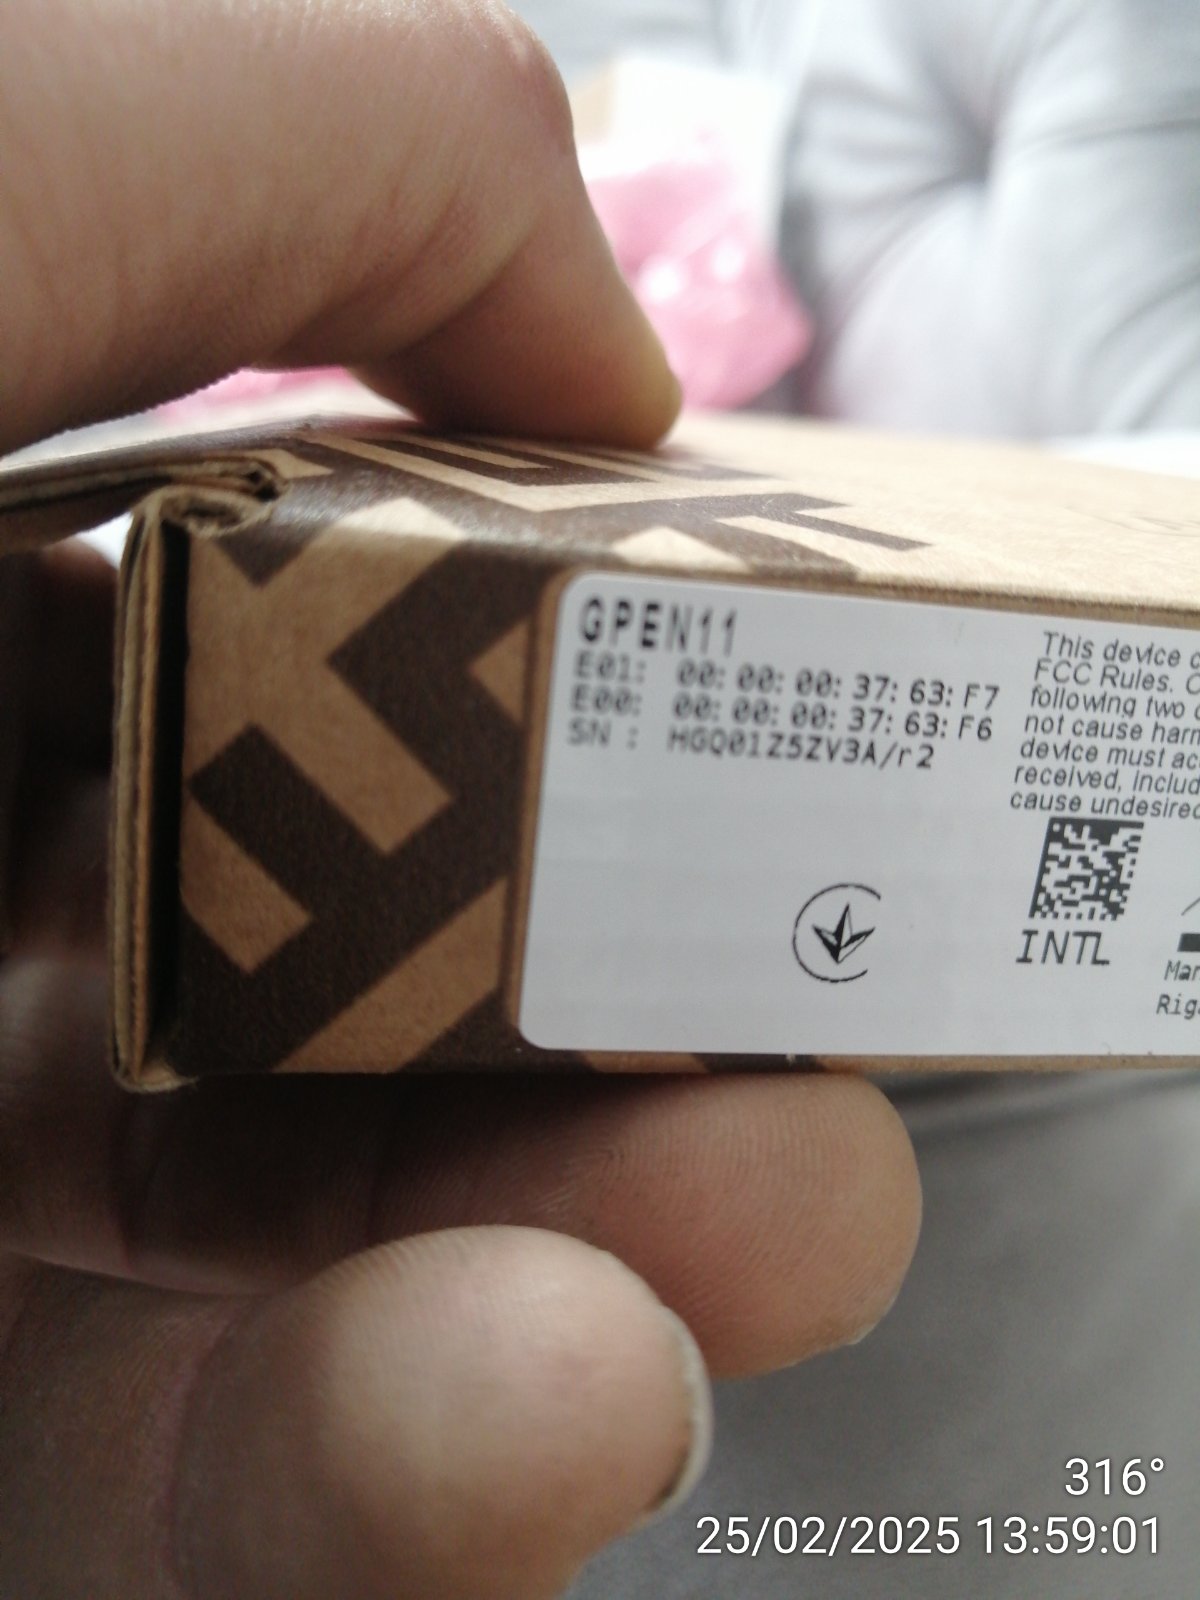 GPEN11
E01: 00:00:00:37:63:F7
E00: 00:00:00:37:63:F6
SN : HGQ01Z5ZV3A/r2
This device c
FCC Rules. C
following two c
not cause harm
device must acc
received, includ
cause undesired
INTL
Man
Riga
316°
25/02/2025 13:59:01